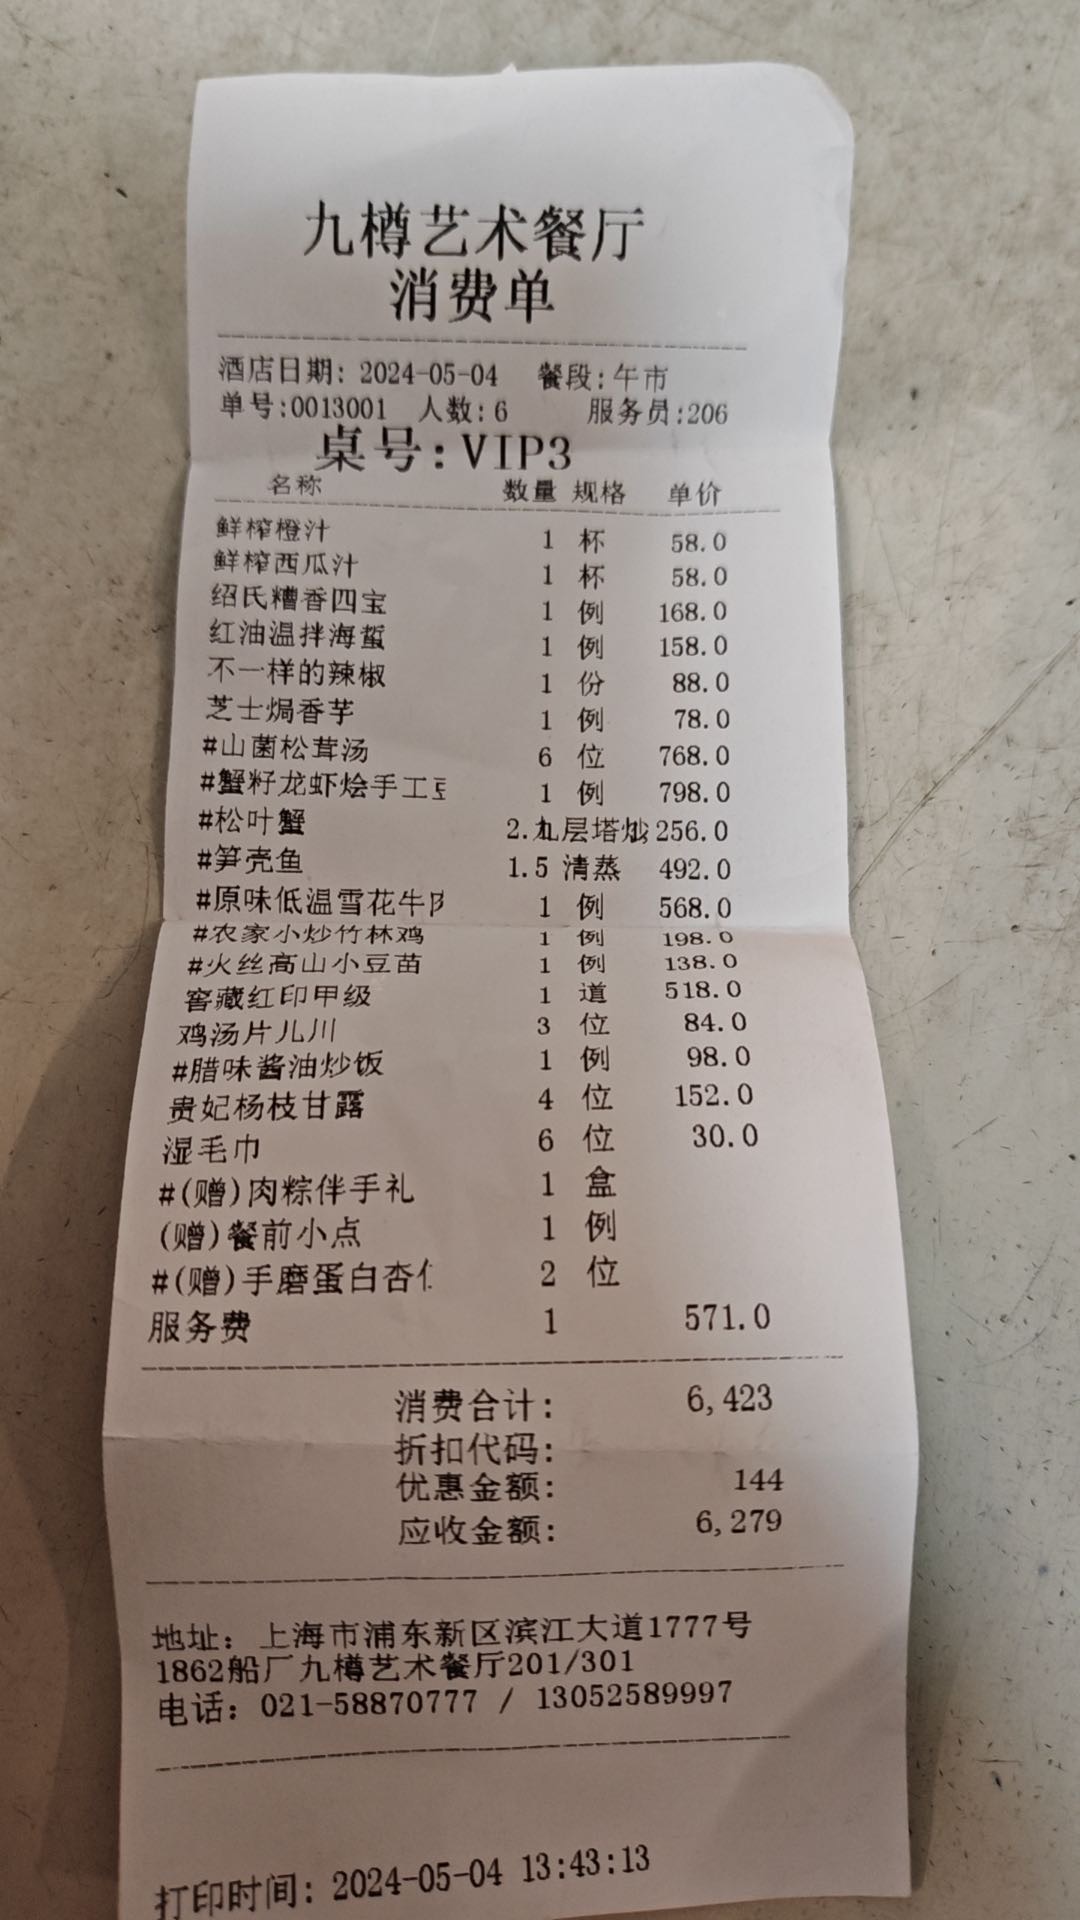 九樽艺术餐厅
消费单
酒店日期: 2024-05-04 餐段:午市
单号:0013001 人数:6 服务员:206
桌号:VIP3
名称 数量 规格 单价
鲜榨橙汁 1 杯 58.0
鲜榨西瓜汁 1 杯 58.0
绍氏糟香四宝 1 例 168.0
红油温拌海蜇 1 例 158.0
不一样的辣椒 1 份 88.0
芝士焗香芋 1 例 78.0
#山菌松茸汤 6 位 768.0
#蟹籽龙虾烩手工 1 例 798.0
#松叶蟹 2. 九层塔炒 256.0
#笋壳鱼 1.5 清蒸 492.0
#原味低温雪花牛 1 例 568.0
#农家小炒竹林鸡 1 例 198.0
#火丝高山小豆苗 1 例 138.0
窖藏红印甲级 1 道 518.0
鸡汤片儿川 3 位 84.0
#腊味酱油炒饭 1 例 98.0
贵妃杨枝甘露 4 位 152.0
湿毛巾 6 位 30.0
#(赠)肉粽伴手礼 1 盒
(赠)餐前小点 1 例
#(赠)手磨蛋白杏 2 位
服务费 1 571.0
消费合计: 6,423
折扣代码:
优惠金额: 144
应收金额: 6,279
地址: 上海市浦东新区滨江大道1777号
1862船厂九樽艺术餐厅201/301
电话: 021-58870777 / 13052589997
打印时间: 2024-05-04 13:43:13